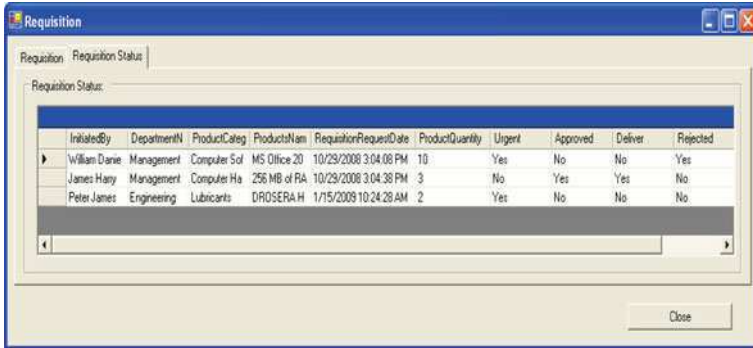 Requisition
Requisition Requisition Status
Requisition Status:
InitiatedBy DepartmentN ProductCateg ProductsNam RequisitionRequestDate ProductQuantity Urgent Approved Deliver Rejected
William Danie Management Computer Sof MS Office 20 10/29/2008 3:04:08 PM 10 Yes No No Yes
James Harry Management Computer Ha 256 MB of RA 10/29/2008 3:04:38 PM 3 No Yes Yes No
Peter James Engineering Lubricants DROSERA H 1/15/2009 10:24:28 AM 2 Yes No No No
Close